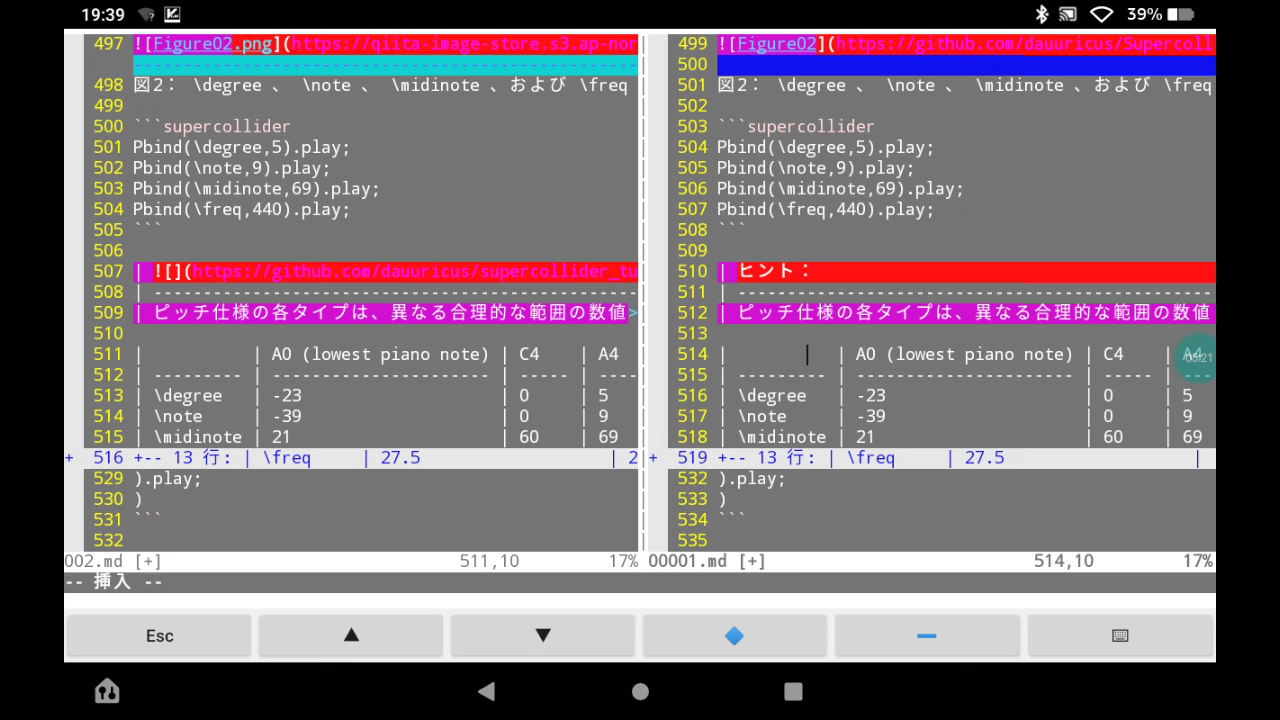 19:39
39%
497 ![Figure02.png](https://qiita-image-store.s3.ap-nor
498 図2： \degree 、 \note 、 \midinote 、および \freq
499
500 ```supercollider
501 Pbind(\degree,5).play;
502 Pbind(\note,9).play;
503 Pbind(\midinote,69).play;
504 Pbind(\freq,440).play;
505 ```
506
507 | ![](https://github.com/dauuricus/supercollider_tu
508 | ------------------------------------------------
509 | ピッチ仕様の各タイプは、異なる合理的な範囲の数値>
510
511 |           | A0 (lowest piano note) | C4    | A4
512 | --------- | ---------------------- | ----- | ----
513 | \degree   | -23                    | 0     | 5
514 | \note     | -39                    | 0     | 9
515 | \midinote | 21                     | 60    | 69
+ 516 +-- 13 行: | \freq     | 27.5                   | 2
529 ).play;
530 )
531 ```
532
002.md [+] 511,10 17%
499 ![Figure02](https://github.com/dauuricus/Supercoll
500
501 図2： \degree 、 \note 、 \midinote 、および \freq
502
503 ```supercollider
504 Pbind(\degree,5).play;
505 Pbind(\note,9).play;
506 Pbind(\midinote,69).play;
507 Pbind(\freq,440).play;
508 ```
509
510 | ヒント：
511 | ------------------------------------------------
512 | ピッチ仕様の各タイプは、異なる合理的な範囲の数値
513
514 |           | A0 (lowest piano note) | C4    | A4
515 | --------- | ---------------------- | ----- | ---
516 | \degree   | -23                    | 0     | 5
517 | \note     | -39                    | 0     | 9
518 | \midinote | 21                     | 60    | 69
+ 519 +-- 13 行: | \freq     | 27.5                   |
532 ).play;
533 )
534 ```
535
00001.md [+] 514,10 17%
-- 挿入 --
Esc